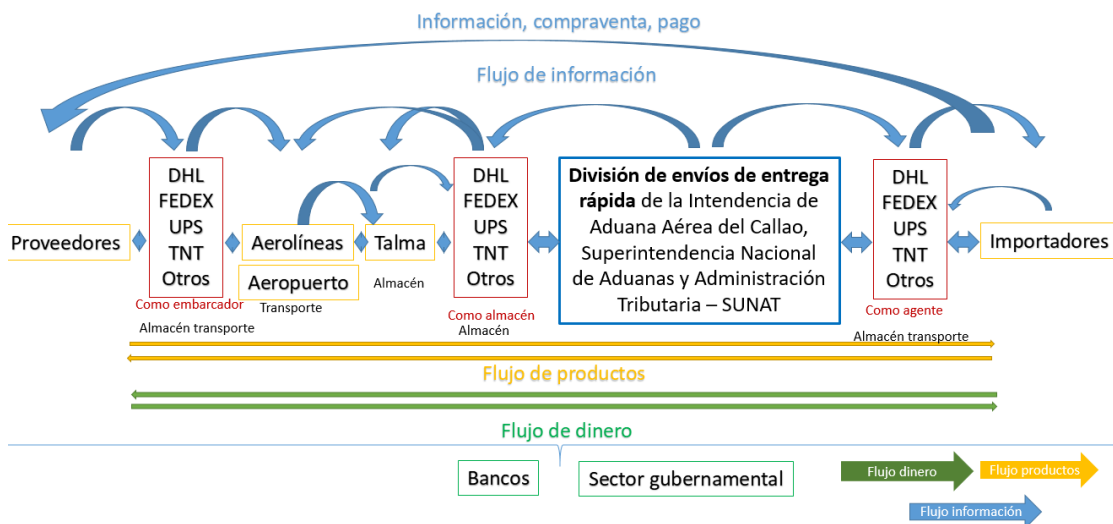 Información, compraventa, pago
Flujo de información
Proveedores
DHL
FEDEX
UPS
TNT
Otros
Como embarcador
Almacén transporte
Aerolíneas
Aeropuerto
Transporte
Talma
Almacén
DHL
FEDEX
UPS
TNT
Otros
Como almacén
Almacén
División de envíos de entrega
rápida de la Intendencia de
Aduana Aérea del Callao,
Superintendencia Nacional
de Aduanas y Administración
Tributaria – SUNAT
DHL
FEDEX
UPS
TNT
Otros
Como agente
Almacén transporte
Importadores
Flujo de productos
Flujo de dinero
Bancos
Sector gubernamental
Flujo dinero
Flujo productos
Flujo información